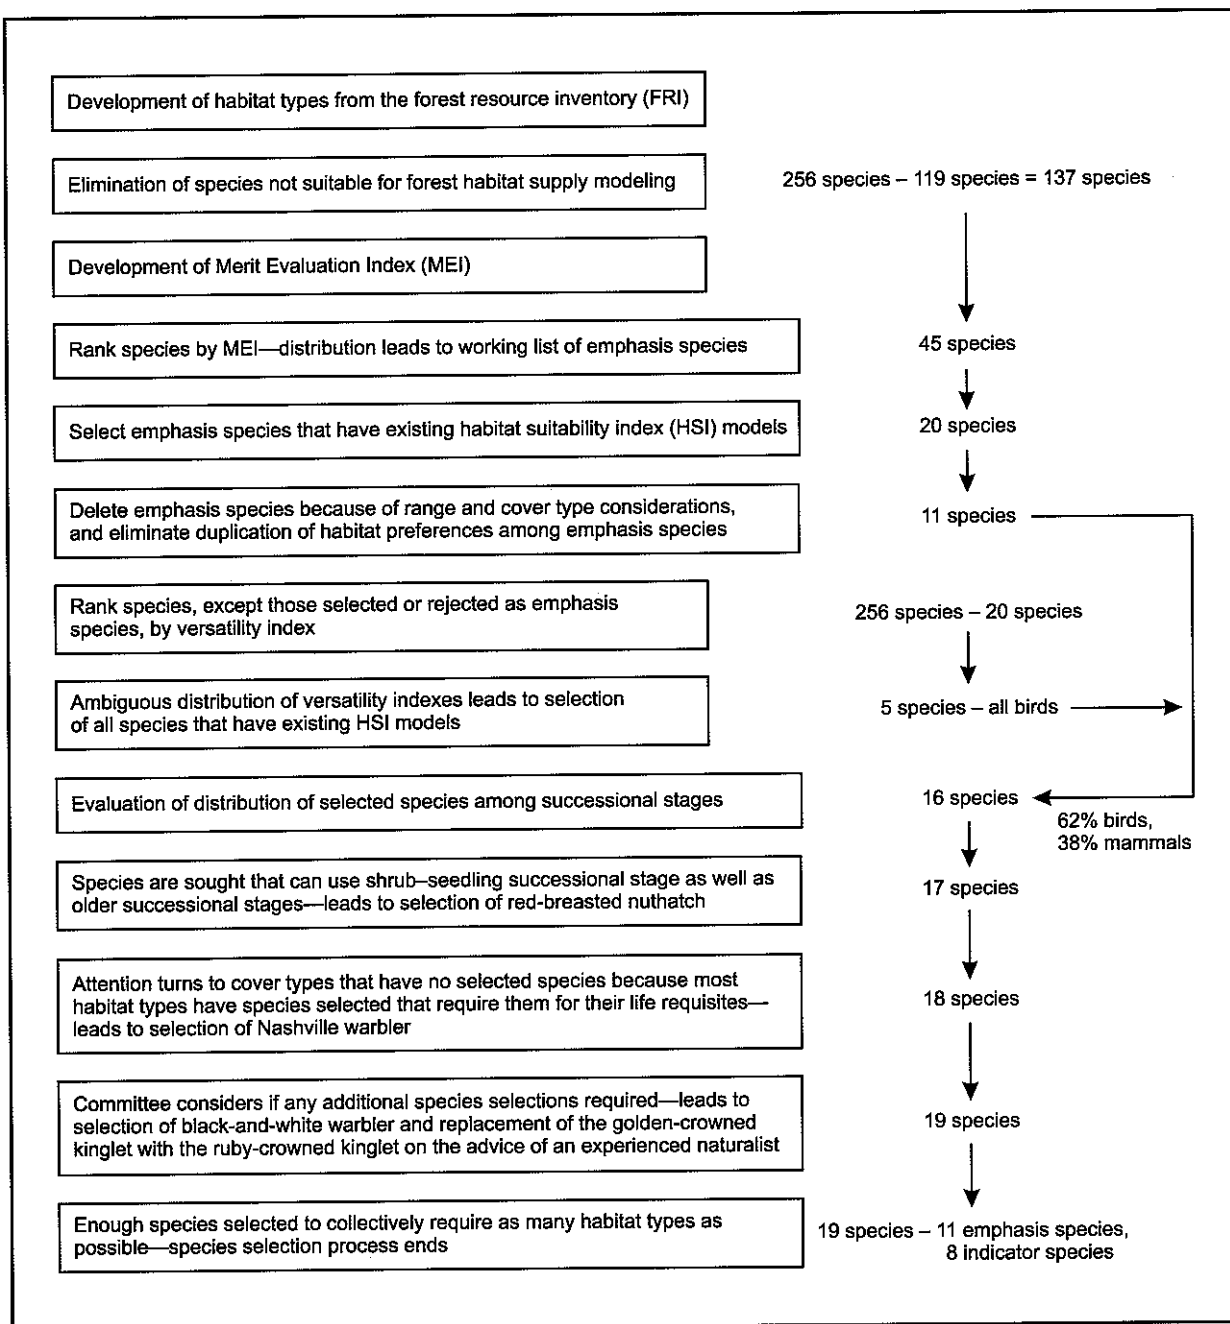 Development of habitat types from the forest resource inventory (FRI)
Elimination of species not suitable for forest habitat supply modeling
256 species – 119 species = 137 species
Development of Merit Evaluation Index (MEI)
Rank species by MEI—distribution leads to working list of emphasis species
45 species
Select emphasis species that have existing habitat suitability index (HSI) models
20 species
Delete emphasis species because of range and cover type considerations,
and eliminate duplication of habitat preferences among emphasis species
11 species
Rank species, except those selected or rejected as emphasis
species, by versatility index
256 species – 20 species
Ambiguous distribution of versatility indexes leads to selection
of all species that have existing HSI models
5 species – all birds
Evaluation of distribution of selected species among successional stages
16 species
62% birds,
38% mammals
Species are sought that can use shrub–seedling successional stage as well as
older successional stages—leads to selection of red-breasted nuthatch
17 species
Attention turns to cover types that have no selected species because most
habitat types have species selected that require them for their life requisites—
leads to selection of Nashville warbler
18 species
Committee considers if any additional species selections required—leads to
selection of black-and-white warbler and replacement of the golden-crowned
kinglet with the ruby-crowned kinglet on the advice of an experienced naturalist
19 species
Enough species selected to collectively require as many habitat types as
possible—species selection process ends
19 species – 11 emphasis species,
8 indicator species